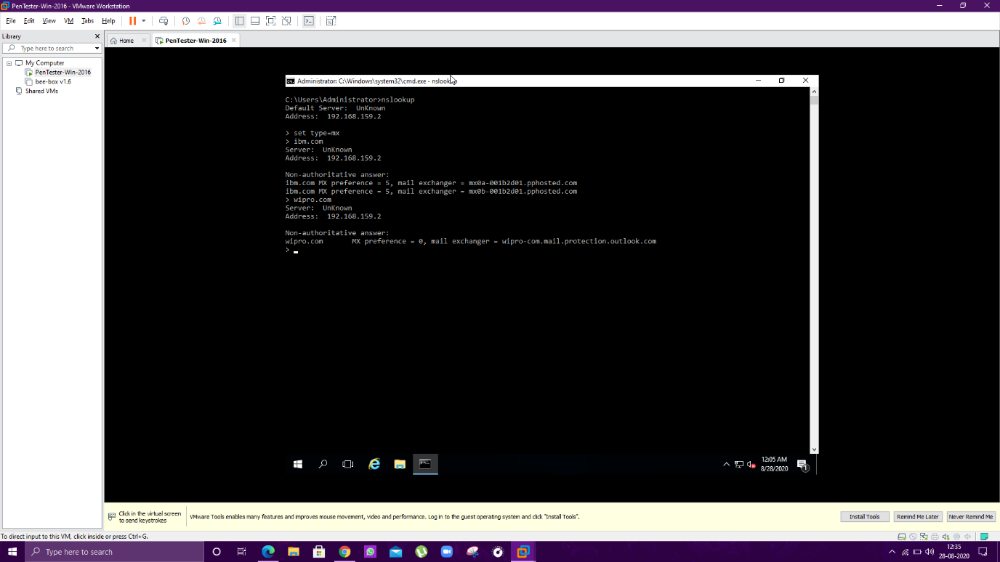 PenTester-Win-2016 - VMware Workstation
File Edit View VM Tabs Help
Library
Type here to search
My Computer
PenTester-Win-2016
bee-box v1.6
Shared VMs
Home
PenTester-Win-2016
Administrator: C:\Windows\system32\cmd.exe - nslookup
C:\Users\Administrator>nslookup
Default Server:  UnKnown
Address:  192.168.159.2
> set type=mx
> ibm.com
Server:  UnKnown
Address:  192.168.159.2
Non-authoritative answer:
ibm.com MX preference = 5, mail exchanger = mx0a-001b2d01.pphosted.com
ibm.com MX preference = 5, mail exchanger = mx0b-001b2d01.pphosted.com
> wipro.com
Server:  UnKnown
Address:  192.168.159.2
Non-authoritative answer:
wipro.com       MX preference = 0, mail exchanger = wipro-com.mail.protection.outlook.com
>
12:05 AM
8/28/2020
1
Click in the virtual screen
to send keystrokes
VMware Tools enables many features and improves mouse movement, video and performance. Log in to the guest operating system and click "Install Tools".
Install Tools
Remind Me Later
Never Remind Me
To direct input to this VM, click inside or press Ctrl+G.
Type here to search
12:35
28-08-2020